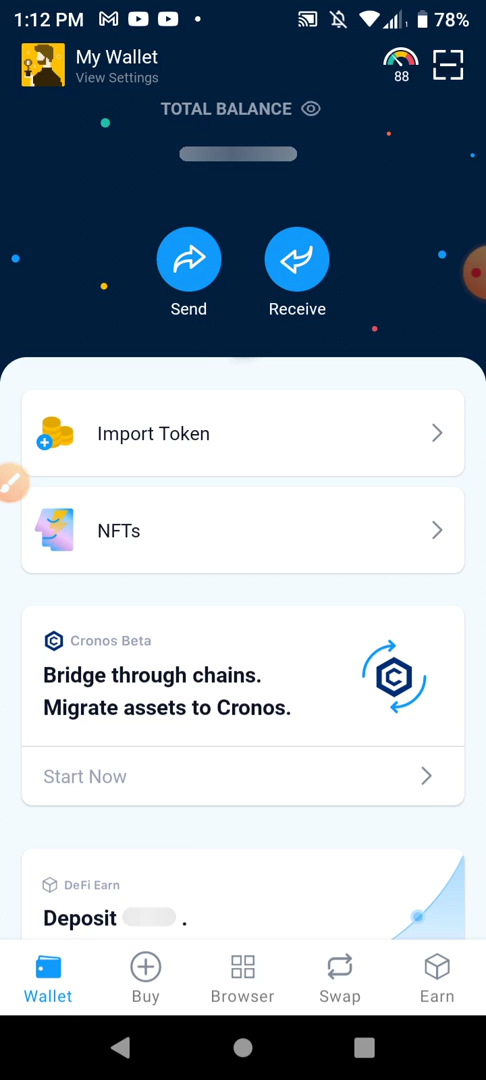 1:12 PM 78%
My Wallet
View Settings
88
TOTAL BALANCE
Send Receive
Import Token
NFTs
Cronos Beta
Bridge through chains.
Migrate assets to Cronos.
Start Now
DeFi Earn
Deposit .
Wallet Buy Browser Swap Earn